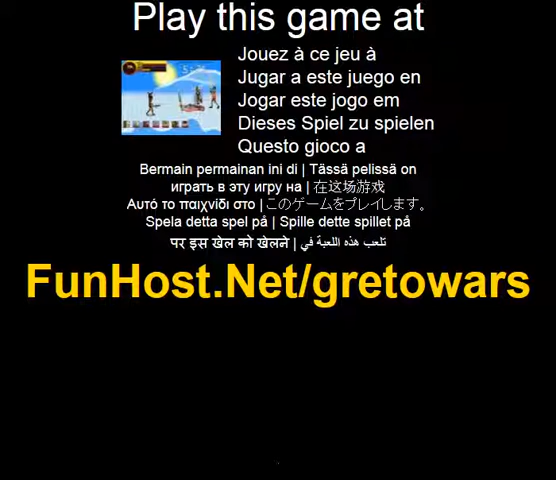 Play this game at
Jouez à ce jeu à
Jugar a este juego en
Jogar este jogo em
Dieses Spiel zu spielen
Questo gioco a
Bermain permainan ini di | Tässä pelissä on
играть в эту игру на | 在这场游戏
Αυτό το παιχνίδι στο | このゲームをプレイします。
Spela detta spel på | Spille dette spillet på
पर इस खेल को खेलने | تلعب هذه اللعبة في
FunHost.Net/gretowars